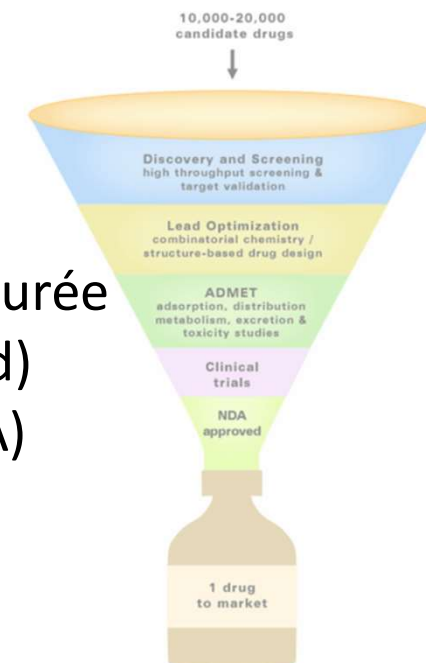 10,000-20,000
candidate drugs
Discovery and Screening
high throughput screening &
target validation
Lead Optimization
combinatorial chemistry /
structure-based drug design
urée
ADMET
adsorption, distribution
metabolism, excretion &
toxicity studies
d)
Clinical
trials
A)
NDA
approved
1 drug
to market